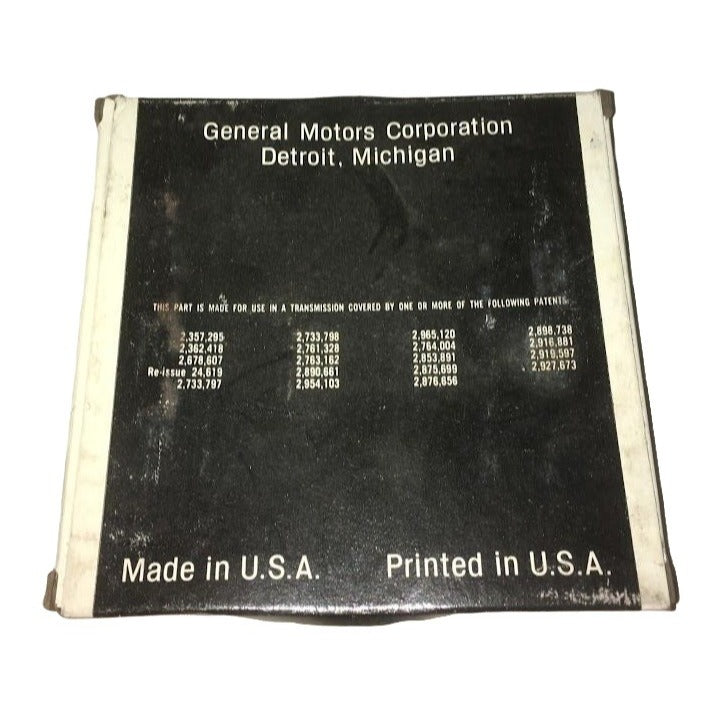 General Motors Corporation
Detroit, Michigan
THIS PART IS MADE FOR USE IN A TRANSMISSION COVERED BY ONE OR MORE OF THE FOLLOWING PATENTS
2,357,295 2,733,798 2,965,120 2,898,738
2,362,418 2,761,328 2,764,004 2,916,881
2,678,607 2,763,162 2,853,891 2,919,597
Re-issue 24,619 2,890,661 2,875,699 2,927,673
2,733,797 2,954,103 2,876,656
Made in U.S.A. Printed in U.S.A.